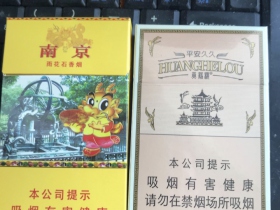 南京
雨花石香烟
本公司提示
吸烟有害健康
平安久久
HUANGHELOU
黄鹤楼
本公司提示
吸烟有害健康
请勿在禁烟场所吸烟